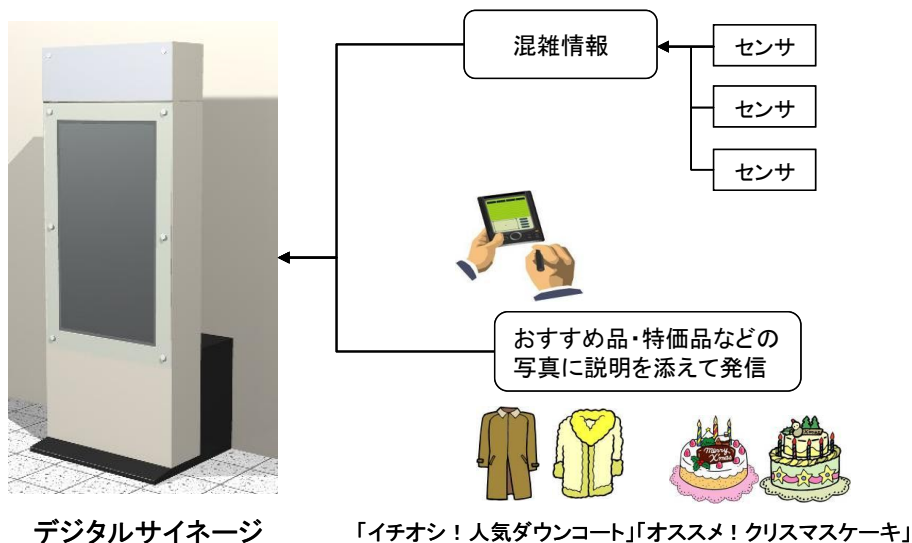 混雑情報
センサ
センサ
センサ
おすすめ品・特価品などの
写真に説明を添えて発信
Merry
Xmas
デジタルサイネージ
「イチオシ！人気ダウンコート」「オススメ！クリスマスケーキ」